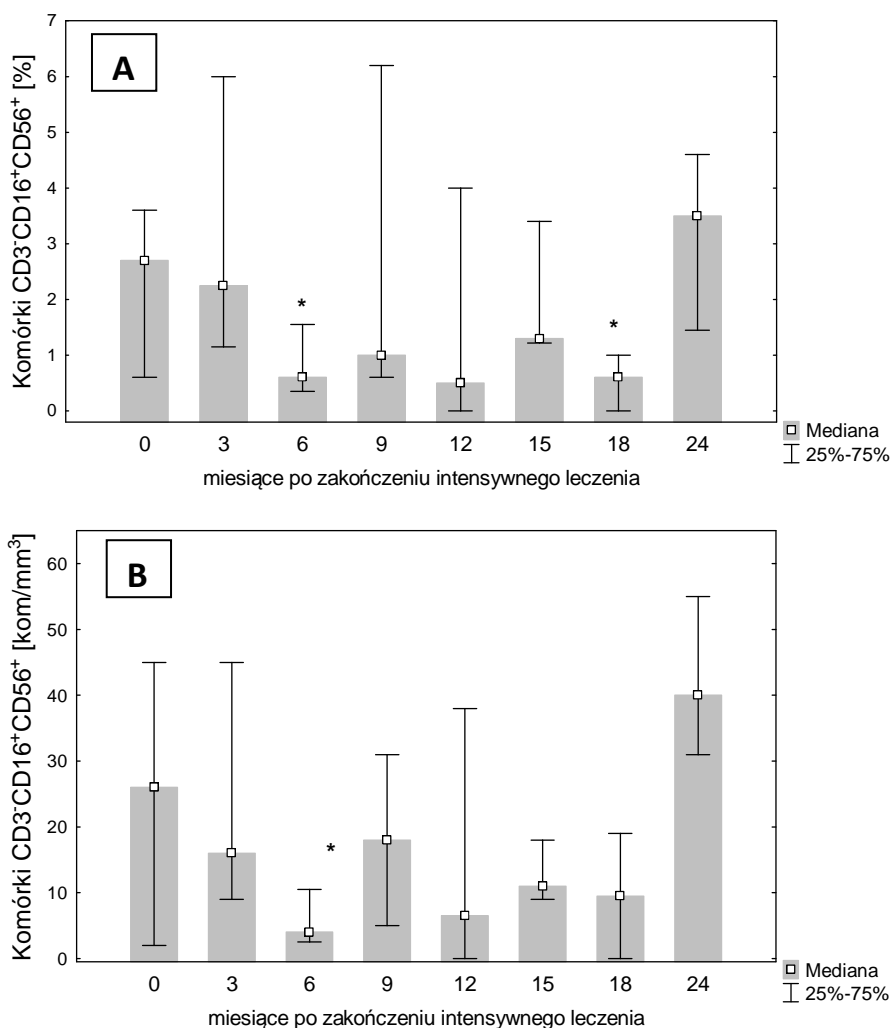 A
Komórki CD3⁻CD16⁺CD56⁺ [%]
7
6
5
4
3
2
1
0
*
*
0 3 6 9 12 15 18 24
miesiące po zakończeniu intensywnego leczenia
Mediana
25%-75%
B
Komórki CD3⁻CD16⁺CD56⁺ [kom/mm³]
60
50
40
30
20
10
0
*
0 3 6 9 12 15 18 24
miesiące po zakończeniu intensywnego leczenia
Mediana
25%-75%